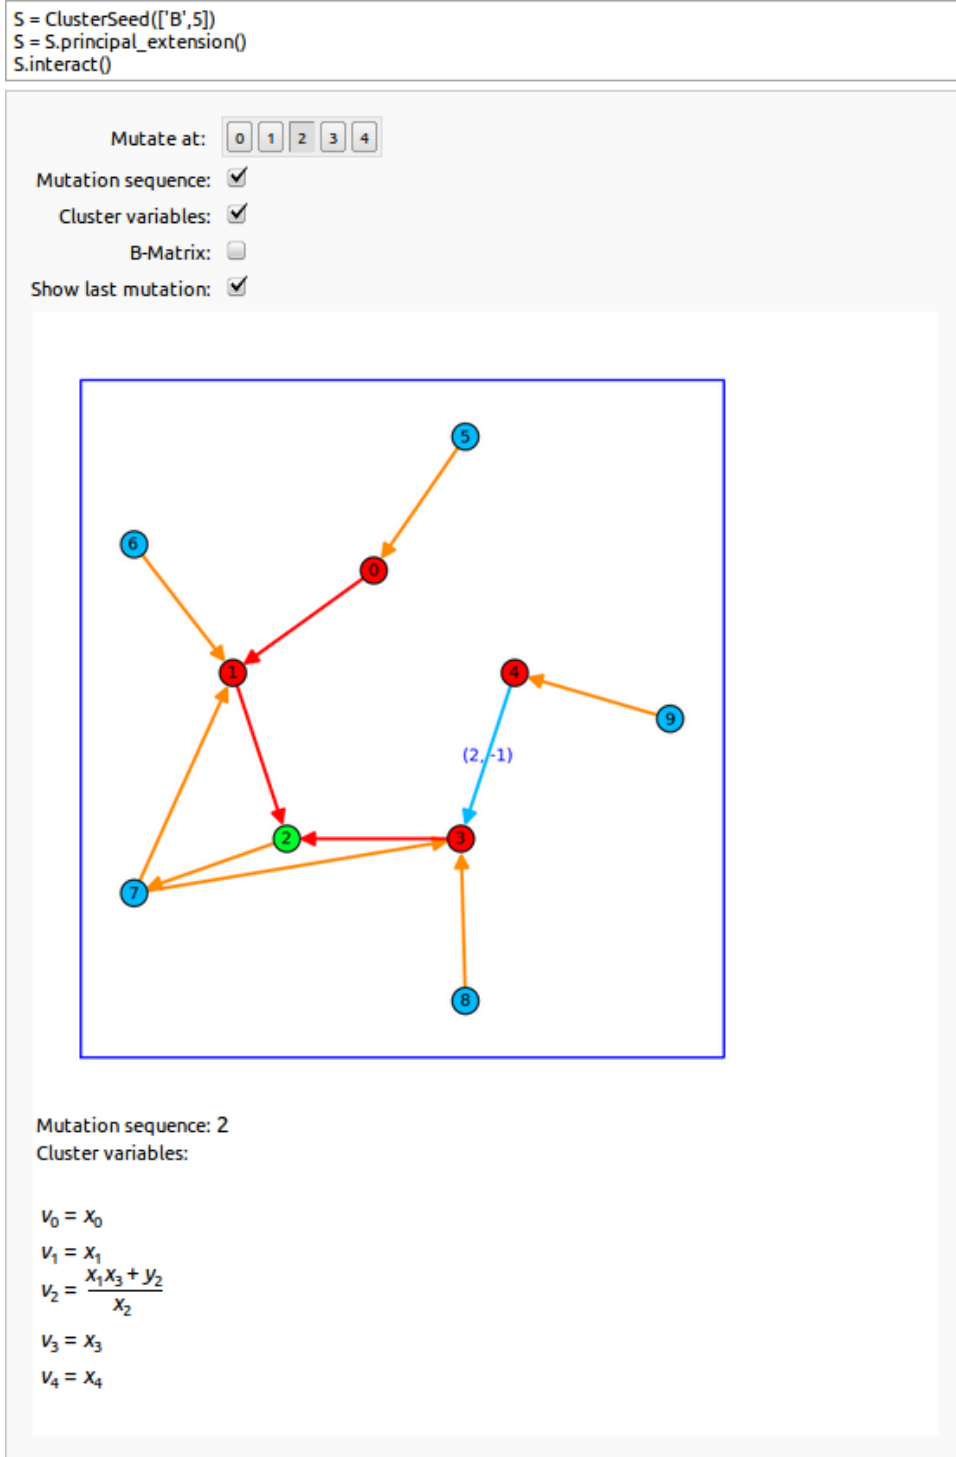 S = ClusterSeed(['B',5])
S = S.principal_extension()
S.interact()
Mutate at: 0 1 2 3 4
Mutation sequence:
Cluster variables:
B-Matrix:
Show last mutation:
5
6
0
1
4
9
(2, -1)
2
3
7
8
Mutation sequence: 2
Cluster variables:
v₀ = x₀
v₁ = x₁
v₂ = (x₁x₃ + y₂)/x₂
v₃ = x₃
v₄ = x₄